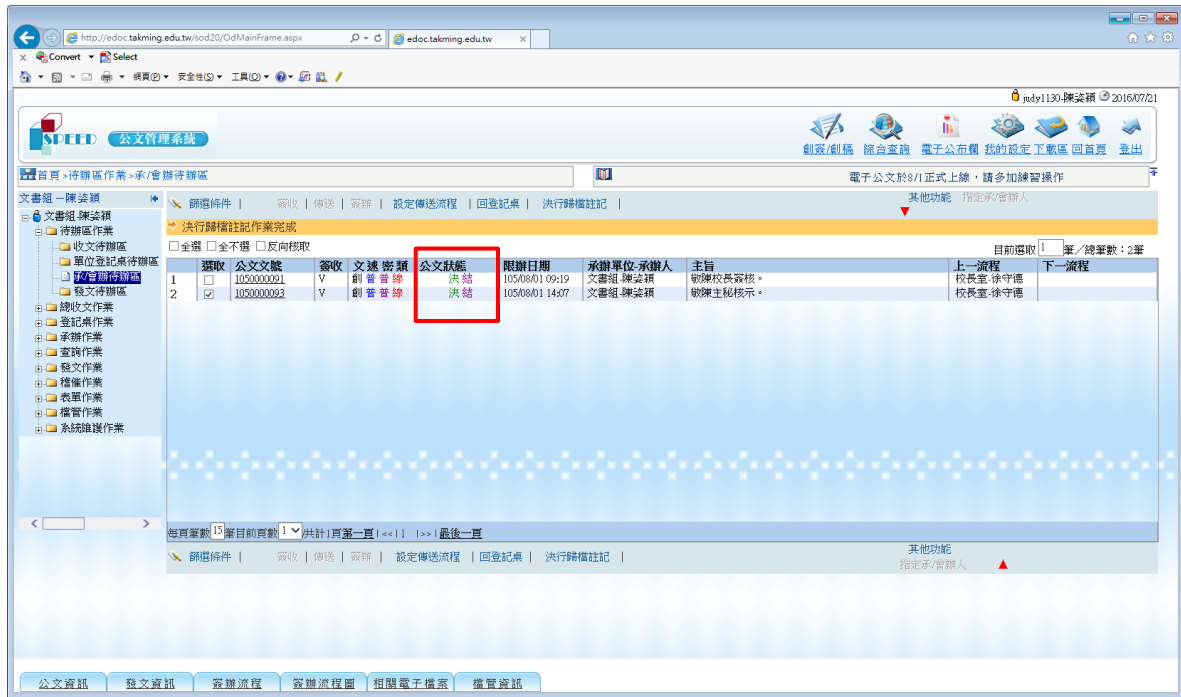 http://edoc.takming.edu.tw/sod20/OdMainFrame.aspx
edoc.takming.edu.tw ×
x Convert Select
網頁(P) 安全性(S) 工具(O)
judy1130-陳姿穎 2016/07/21
SPEED 公文管理系統
創簽/創稿 綜合查詢 電子公布欄 我的設定 下載區 回首頁 登出
首頁>待辦區作業>承/會辦待辦區
電子公文於8/1正式上線，請多加練習操作
文書組－陳姿穎
篩選條件 | 簽收 | 傳送 | 簽辦 | 設定傳送流程 | 回登記桌 | 決行歸檔註記 |
其他功能 指定承/會辦人
文書組-陳姿穎
待辦區作業
收文待辦區
單位登記桌待辦區
承/會辦待辦區
發文待辦區
總收文作業
登記桌作業
承辦作業
查詢作業
發文作業
稽催作業
表單作業
檔管作業
系統維護作業
決行歸檔註記作業完成
□全選 □全不選 □反向核取
目前選取 1 筆／總筆數：2筆
選取 公文文號 簽收 文 速 密 類 公文狀態 限辦日期 承辦單位-承辦人 主旨 上一流程 下一流程
1 □ 1050000091 V 創 普 普 線 決 結 105/08/01 09:19 文書組-陳姿穎 敬陳校長簽核。 校長室-徐守德
2 ☑ 1050000093 V 創 普 普 線 決 結 105/08/01 14:07 文書組-陳姿穎 敬陳主秘核示。 校長室-徐守德
每頁筆數 15 筆目前頁數 1 /共計1頁 第一頁 | << | 1 | >> | 最後一頁
篩選條件 | 簽收 | 傳送 | 簽辦 | 設定傳送流程 | 回登記桌 | 決行歸檔註記 |
其他功能
指定承/會辦人
公文資訊 發文資訊 簽辦流程 簽辦流程圖 相關電子檔案 檔管資訊